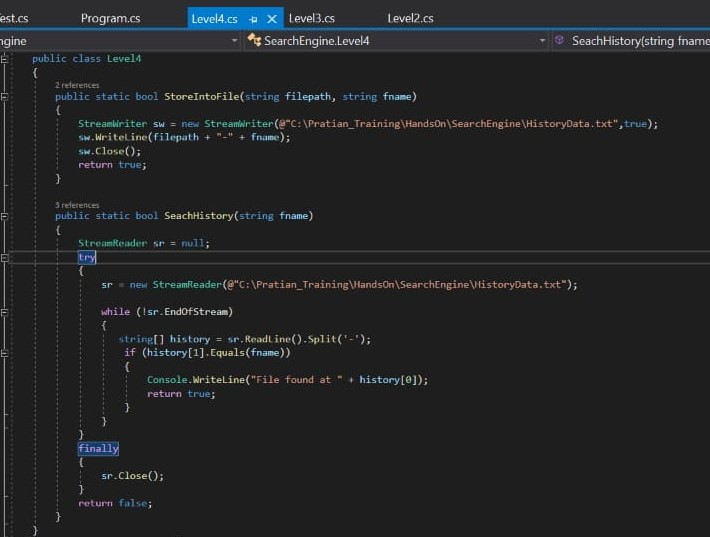 est.cs Program.cs Level4.cs Level3.cs Level2.cs
ngine SearchEngine.Level4 SeachHistory(string fname
public class Level4
{
2 references
public static bool StoreIntoFile(string filepath, string fname)
{
StreamWriter sw = new StreamWriter(@"C:\Pratian_Training\HandsOn\SearchEngine\HistoryData.txt",true);
sw.WriteLine(filepath + "-" + fname);
sw.Close();
return true;
}
3 references
public static bool SeachHistory(string fname)
{
StreamReader sr = null;
try
{
sr = new StreamReader(@"C:\Pratian_Training\HandsOn\SearchEngine\HistoryData.txt");
while (!sr.EndOfStream)
{
string[] history = sr.ReadLine().Split('-');
if (history[1].Equals(fname))
{
Console.WriteLine("File found at " + history[0]);
return true;
}
}
}
finally
{
sr.Close();
}
return false;
}
}